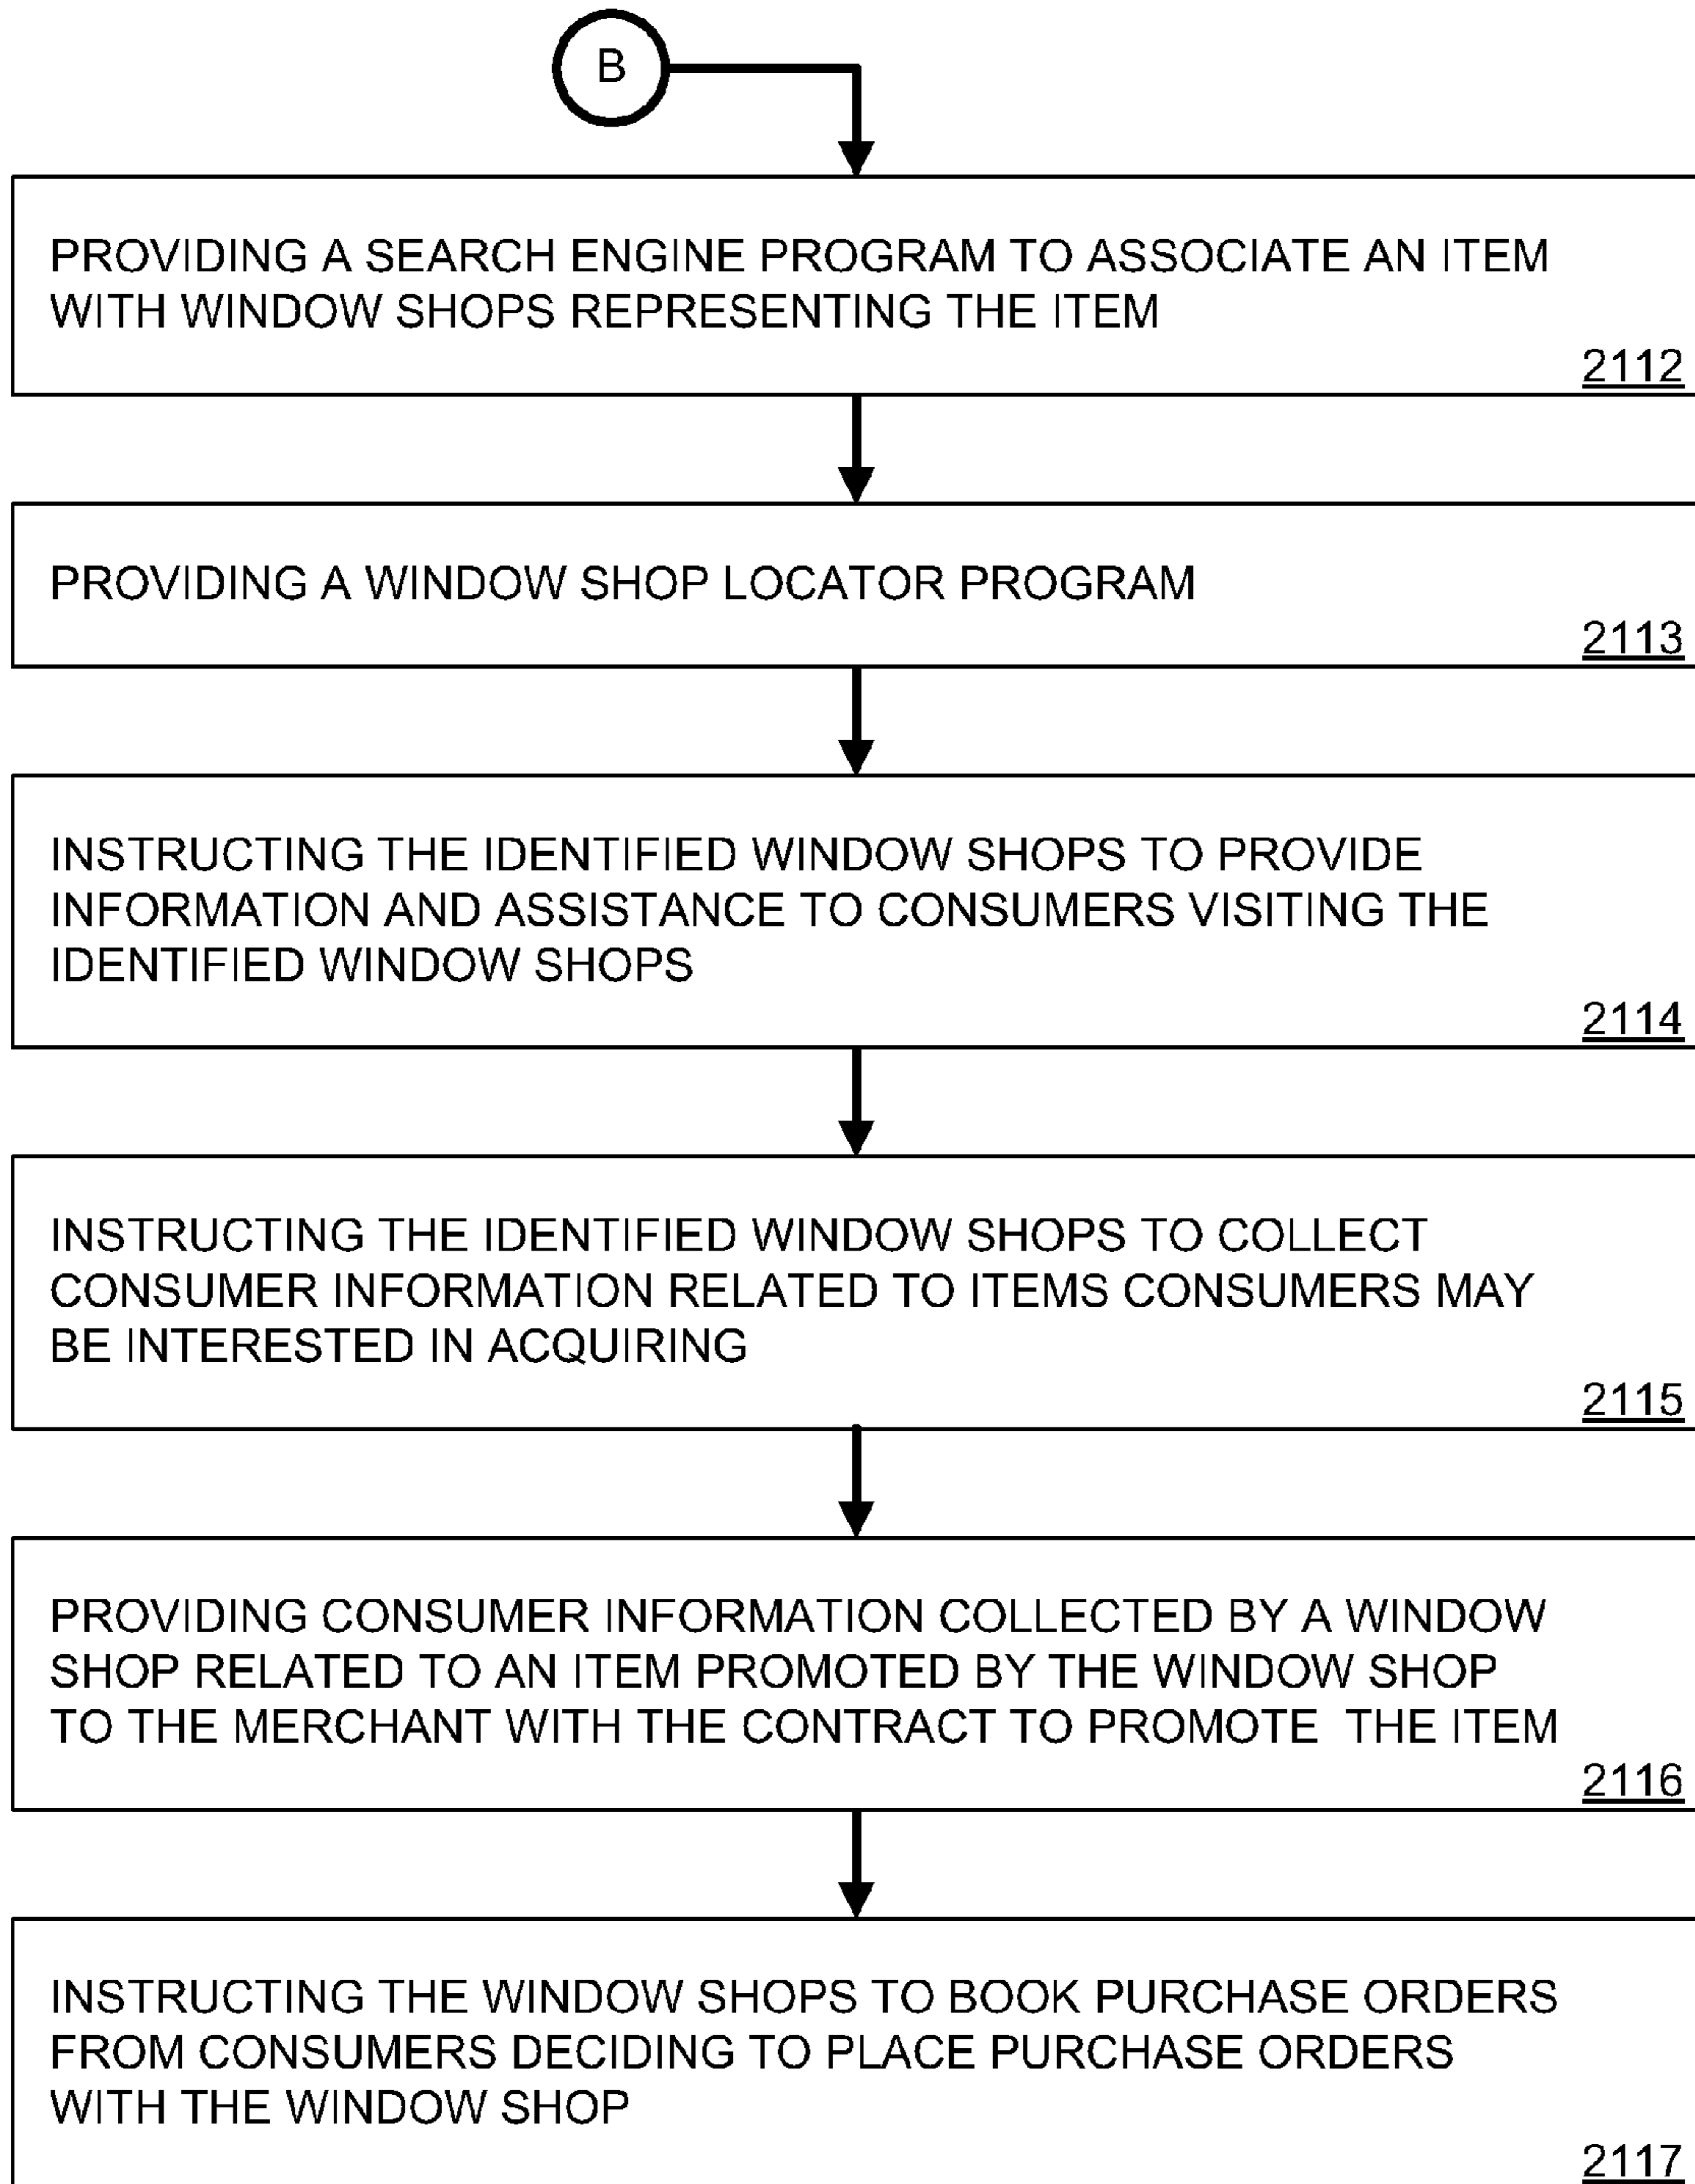 B
PROVIDING A SEARCH ENGINE PROGRAM TO ASSOCIATE AN ITEM
WITH WINDOW SHOPS REPRESENTING THE ITEM
2112
PROVIDING A WINDOW SHOP LOCATOR PROGRAM
2113
INSTRUCTING THE IDENTIFIED WINDOW SHOPS TO PROVIDE
INFORMATION AND ASSISTANCE TO CONSUMERS VISITING THE
IDENTIFIED WINDOW SHOPS
2114
INSTRUCTING THE IDENTIFIED WINDOW SHOPS TO COLLECT
CONSUMER INFORMATION RELATED TO ITEMS CONSUMERS MAY
BE INTERESTED IN ACQUIRING
2115
PROVIDING CONSUMER INFORMATION COLLECTED BY A WINDOW
SHOP RELATED TO AN ITEM PROMOTED BY THE WINDOW SHOP
TO THE MERCHANT WITH THE CONTRACT TO PROMOTE THE ITEM
2116
INSTRUCTING THE WINDOW SHOPS TO BOOK PURCHASE ORDERS
FROM CONSUMERS DECIDING TO PLACE PURCHASE ORDERS
WITH THE WINDOW SHOP
2117